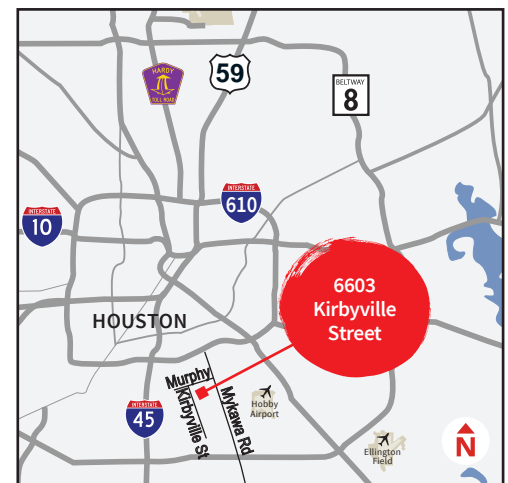 HARDY
TOLL ROAD
59
BELTWAY
8
INTERSTATE
610
INTERSTATE
10
6603
Kirbyville
Street
HOUSTON
Murphy
Kirbyville St
Mykawa Rd
Hobby
Airport
INTERSTATE
45
Ellington
Field
N